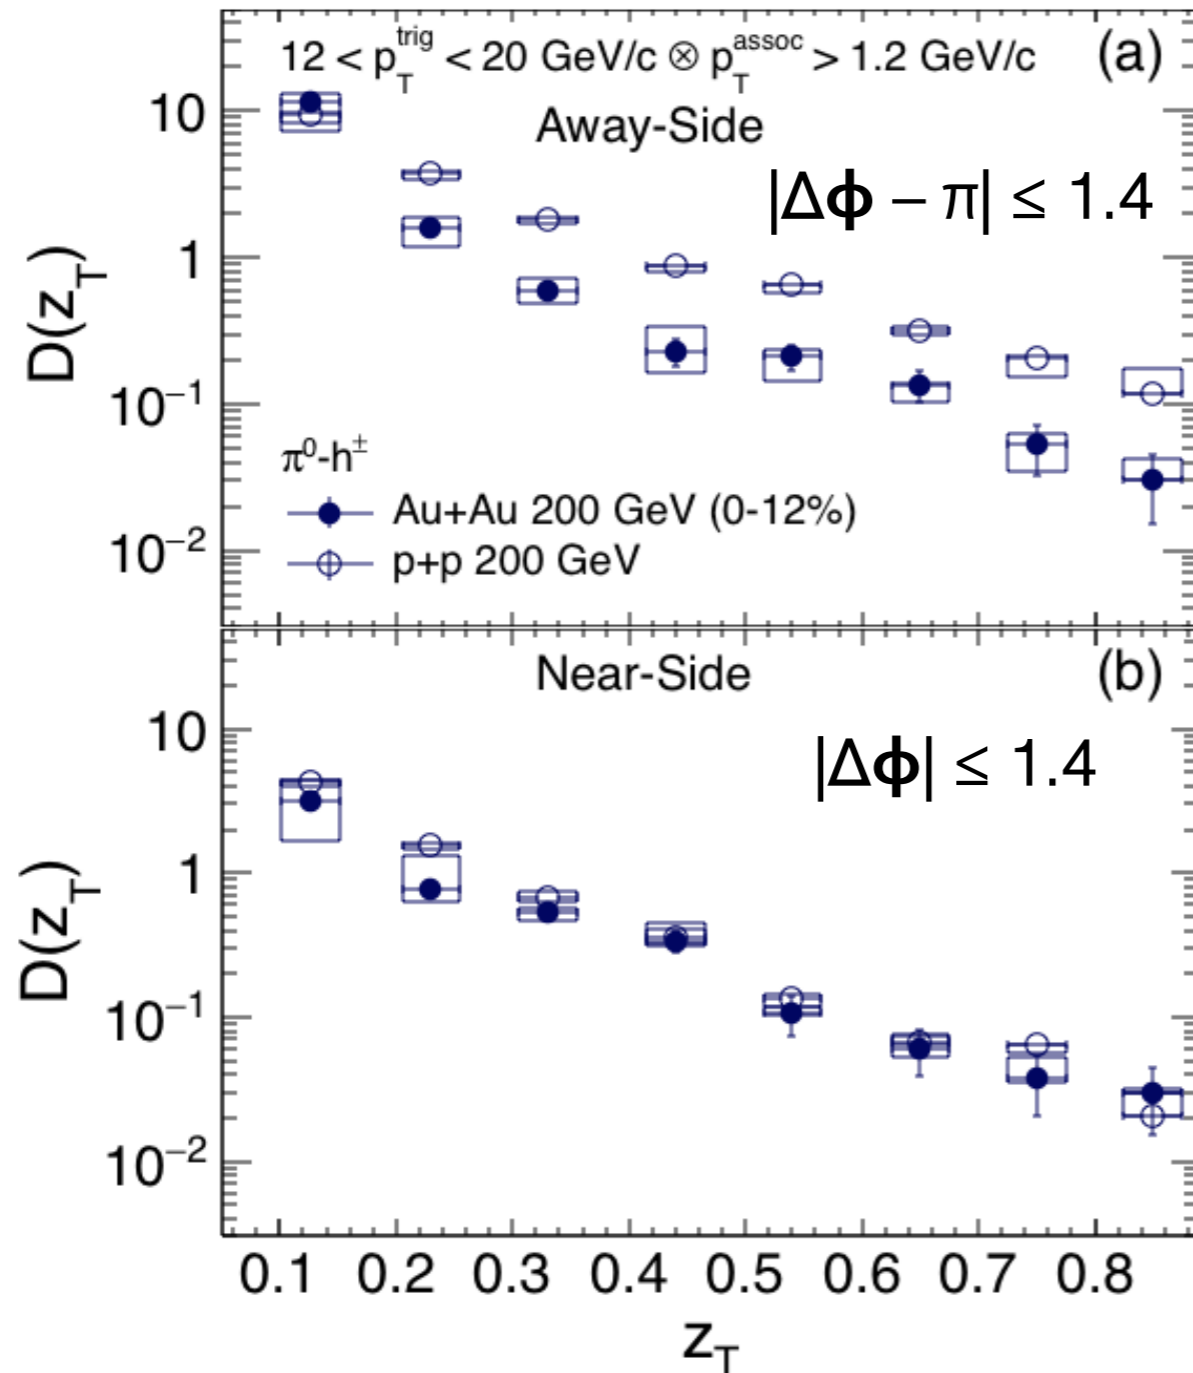 12 < p_T^trig < 20 GeV/c ⊗ p_T^assoc > 1.2 GeV/c (a)
Away-Side
|Δϕ – π| ≤ 1.4
D(z_T)
10
1
10⁻¹
10⁻²
π⁰-h±
Au+Au 200 GeV (0-12%)
p+p 200 GeV
Near-Side (b)
|Δϕ| ≤ 1.4
D(z_T)
10
1
10⁻¹
10⁻²
0.1 0.2 0.3 0.4 0.5 0.6 0.7 0.8
z_T